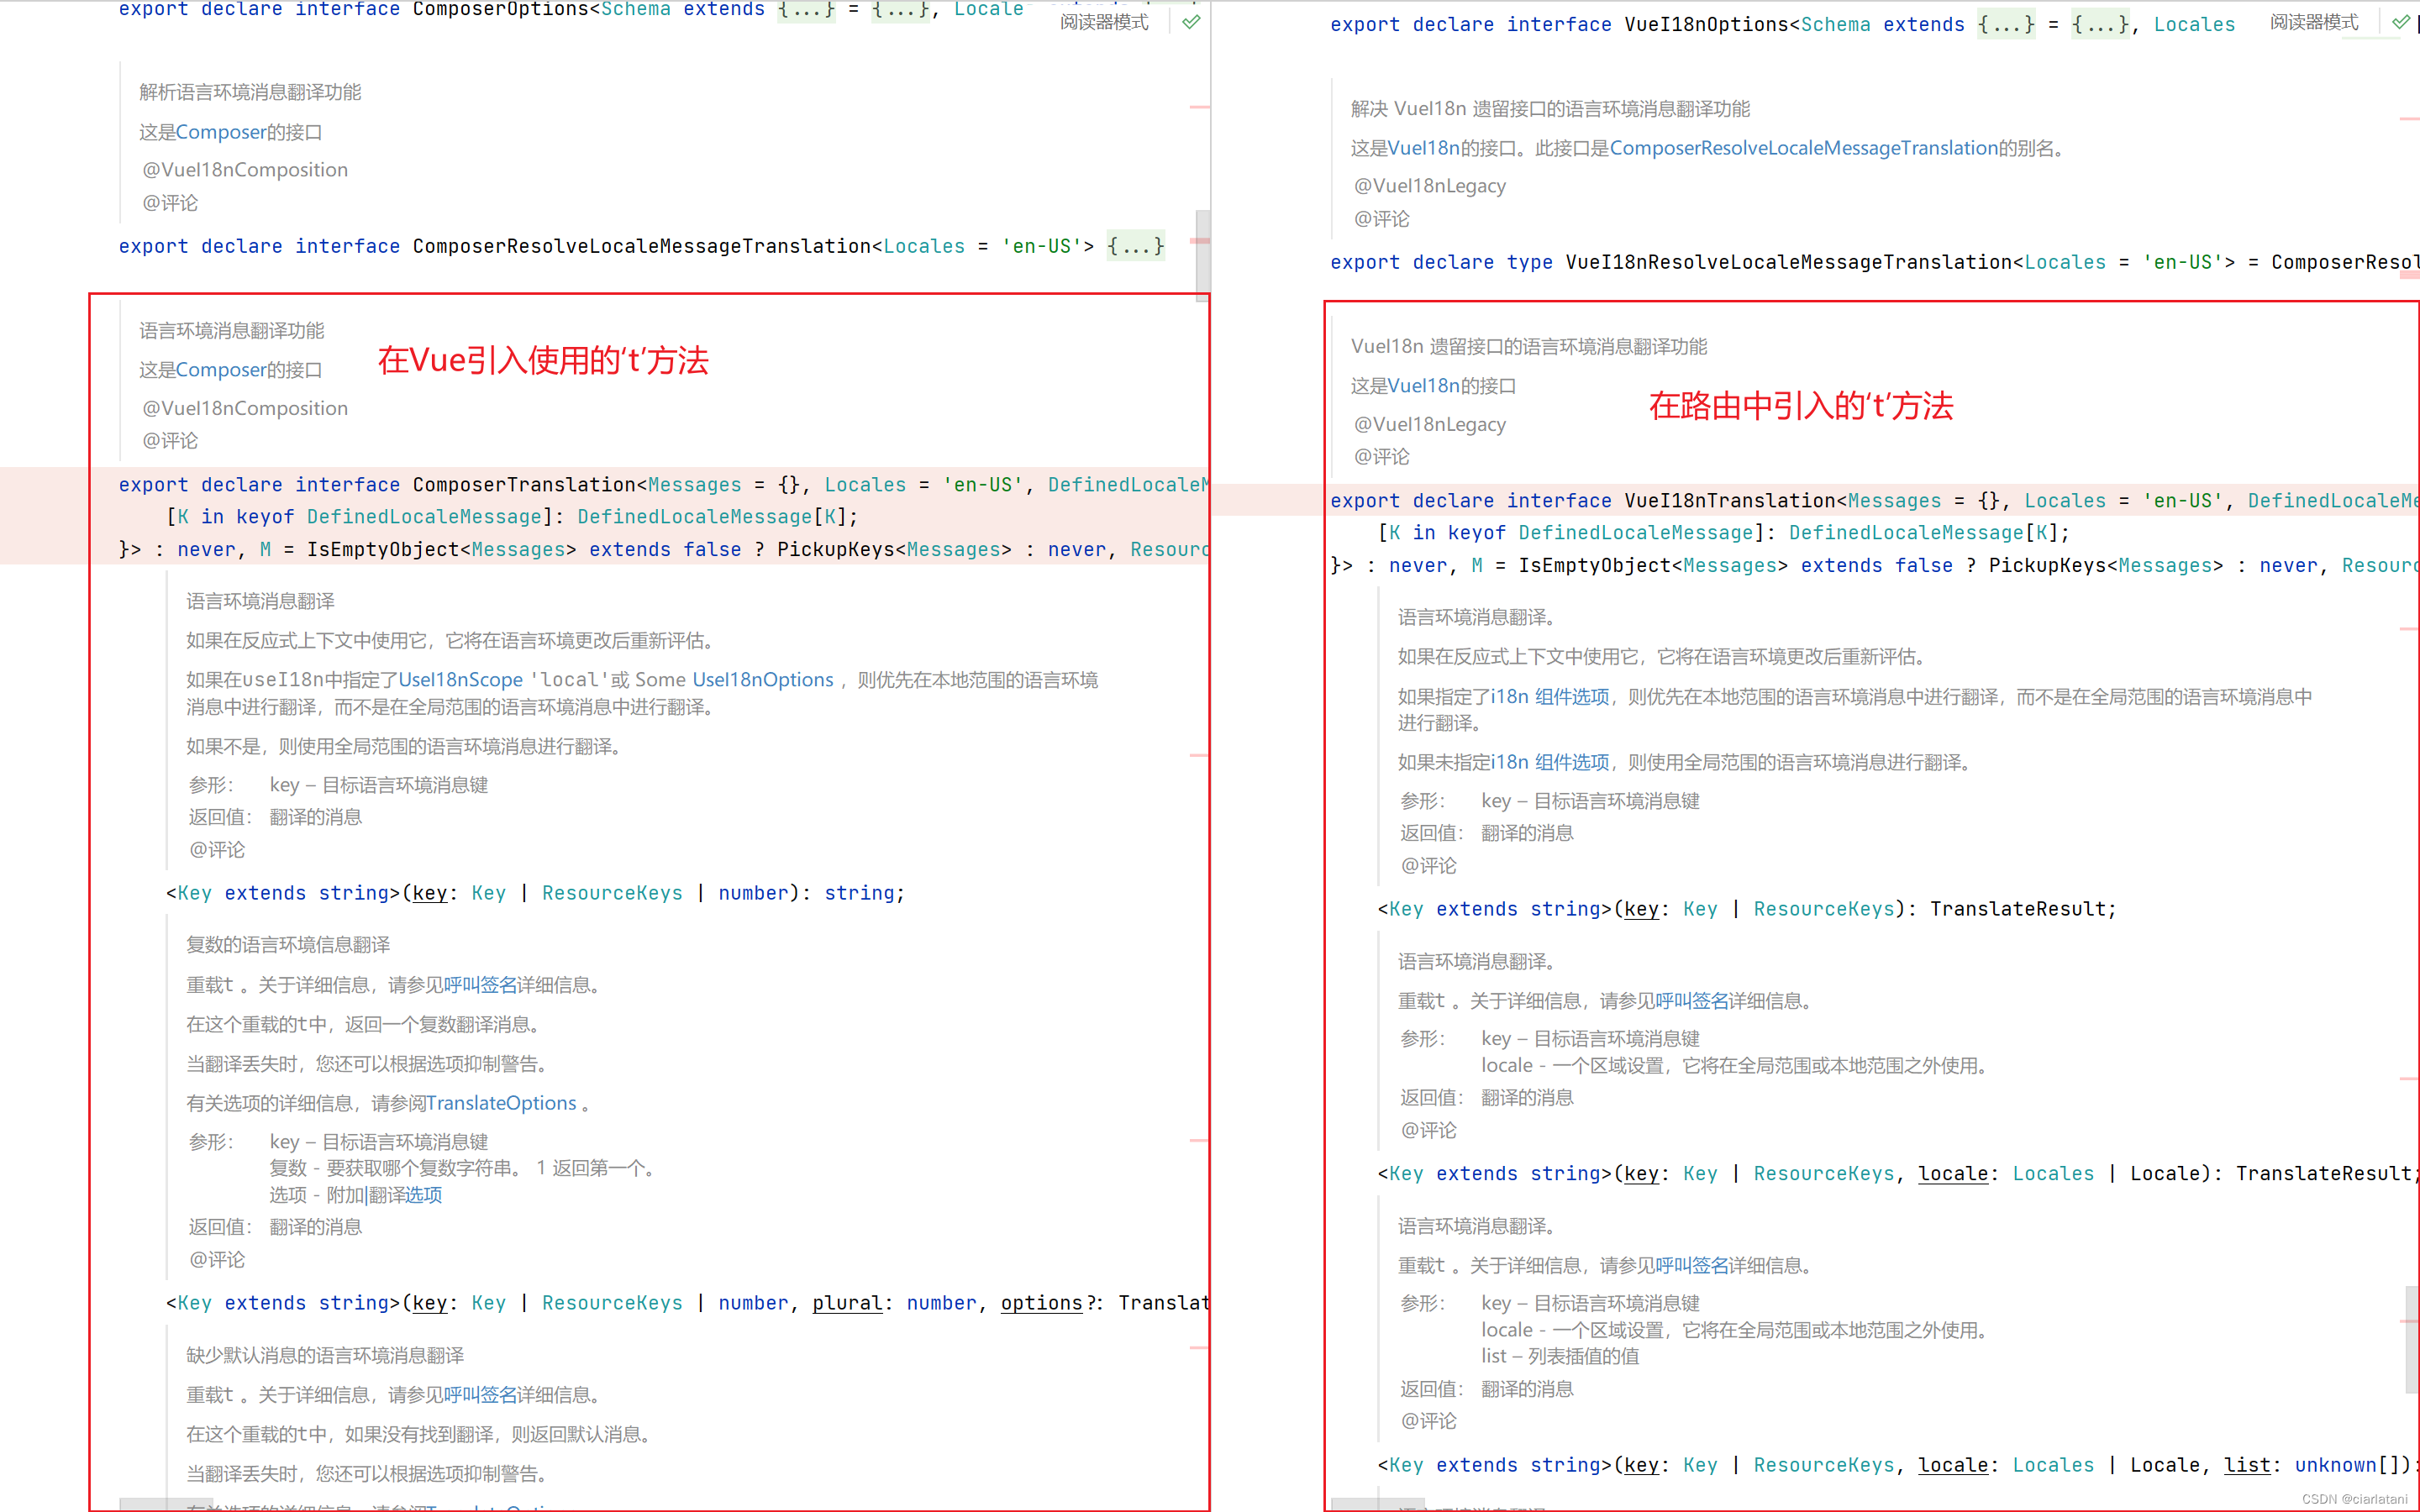 export declare interface ComposerOptions<Schema extends {...} = {...}, Locale
阅读器模式
解析语言环境消息翻译功能
这是Composer的接口
@VueI18nComposition
@评论
export declare interface ComposerResolveLocaleMessageTranslation<Locales = 'en-US'> {...}
语言环境消息翻译功能
在Vue引入使用的‘t’方法
这是Composer的接口
@VueI18nComposition
@评论
export declare interface ComposerTranslation<Messages = {}, Locales = 'en-US', DefinedLocaleM
[K in keyof DefinedLocaleMessage]: DefinedLocaleMessage[K];
}> : never, M = IsEmptyObject<Messages> extends false ? PickupKeys<Messages> : never, Resourc
语言环境消息翻译
如果在反应式上下文中使用它，它将在语言环境更改后重新评估。
如果在useI18n中指定了UseI18nScope 'local'或 Some UseI18nOptions ，则优先在本地范围的语言环境
消息中进行翻译，而不是在全局范围的语言环境消息中进行翻译。
如果不是，则使用全局范围的语言环境消息进行翻译。
参形： key – 目标语言环境消息键
返回值： 翻译的消息
@评论
<Key extends string>(key: Key | ResourceKeys | number): string;
复数的语言环境信息翻译
重载t 。关于详细信息，请参见呼叫签名详细信息。
在这个重载的t中，返回一个复数翻译消息。
当翻译丢失时，您还可以根据选项抑制警告。
有关选项的详细信息，请参阅TranslateOptions 。
参形： key – 目标语言环境消息键
复数 - 要获取哪个复数字符串。 1 返回第一个。
选项 - 附加|翻译选项
返回值： 翻译的消息
@评论
<Key extends string>(key: Key | ResourceKeys | number, plural: number, options?: Translat
缺少默认消息的语言环境消息翻译
重载t 。关于详细信息，请参见呼叫签名详细信息。
在这个重载的t中，如果没有找到翻译，则返回默认消息。
当翻译丢失时，您还可以根据选项抑制警告。
export declare interface VueI18nOptions<Schema extends {...} = {...}, Locales
阅读器模式
解决 VueI18n 遗留接口的语言环境消息翻译功能
这是VueI18n的接口。此接口是ComposerResolveLocaleMessageTranslation的别名。
@VueI18nLegacy
@评论
export declare type VueI18nResolveLocaleMessageTranslation<Locales = 'en-US'> = ComposerResol
VueI18n 遗留接口的语言环境消息翻译功能
这是VueI18n的接口
在路由中引入的‘t’方法
@VueI18nLegacy
@评论
export declare interface VueI18nTranslation<Messages = {}, Locales = 'en-US', DefinedLocaleMe
[K in keyof DefinedLocaleMessage]: DefinedLocaleMessage[K];
}> : never, M = IsEmptyObject<Messages> extends false ? PickupKeys<Messages> : never, Resourc
语言环境消息翻译。
如果在反应式上下文中使用它，它将在语言环境更改后重新评估。
如果指定了i18n 组件选项，则优先在本地范围的语言环境消息中进行翻译，而不是在全局范围的语言环境消息中
进行翻译。
如果未指定i18n 组件选项，则使用全局范围的语言环境消息进行翻译。
参形： key – 目标语言环境消息键
返回值： 翻译的消息
@评论
<Key extends string>(key: Key | ResourceKeys): TranslateResult;
语言环境消息翻译。
重载t 。关于详细信息，请参见呼叫签名详细信息。
参形： key – 目标语言环境消息键
locale - 一个区域设置，它将在全局范围或本地范围之外使用。
返回值： 翻译的消息
@评论
<Key extends string>(key: Key | ResourceKeys, locale: Locales | Locale): TranslateResult;
语言环境消息翻译。
重载t 。关于详细信息，请参见呼叫签名详细信息。
参形： key – 目标语言环境消息键
locale - 一个区域设置，它将在全局范围或本地范围之外使用。
list – 列表插值的值
返回值： 翻译的消息
@评论
<Key extends string>(key: Key | ResourceKeys, locale: Locales | Locale, list: unknown[]):
CSDN @ciarlatani